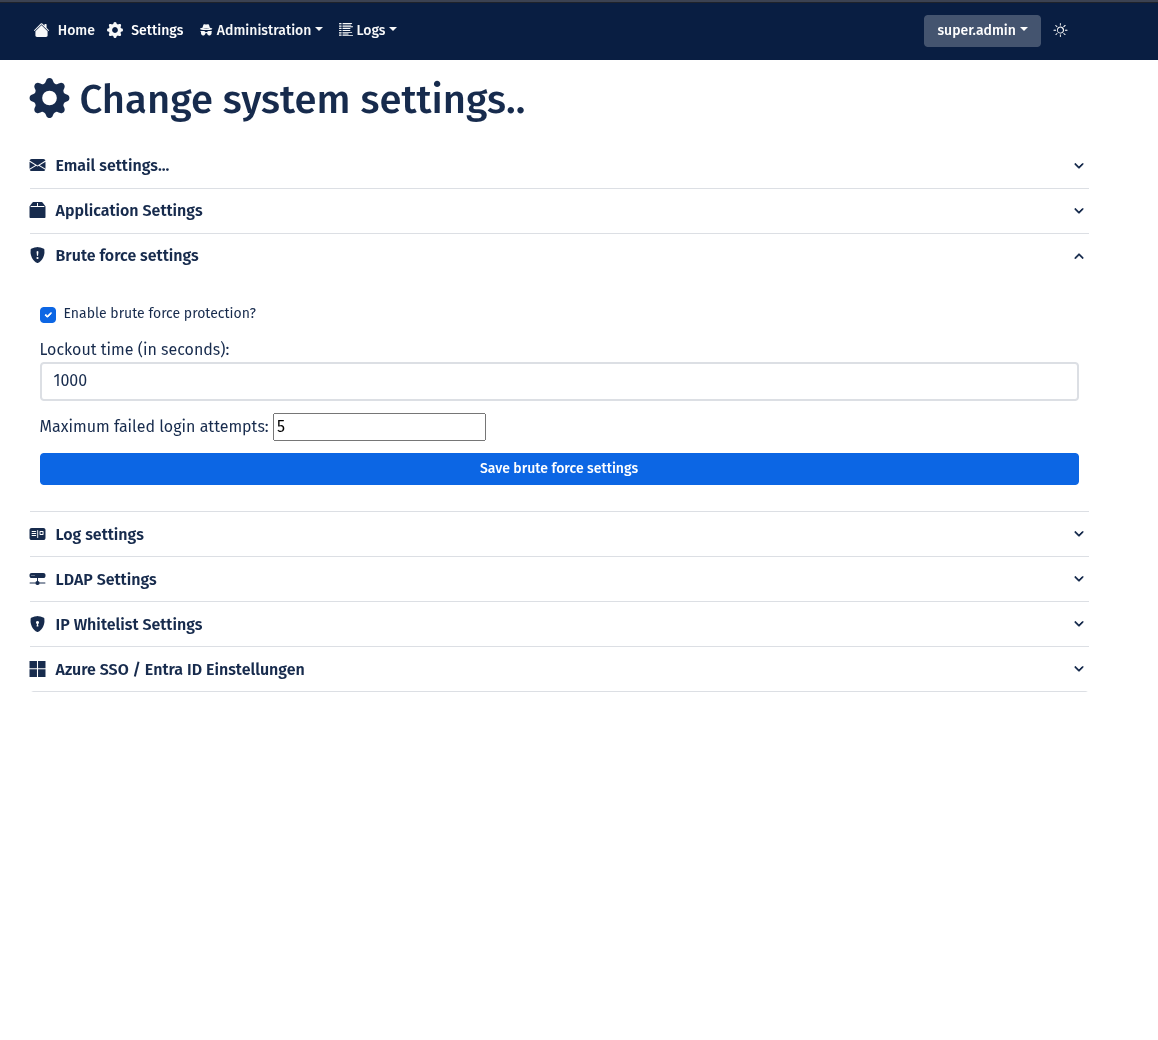 Home Settings Administration Logs super.admin
Change system settings..
Email settings...
Application Settings
Brute force settings
Enable brute force protection?
Lockout time (in seconds):
1000
Maximum failed login attempts: 5
Save brute force settings
Log settings
LDAP Settings
IP Whitelist Settings
Azure SSO / Entra ID Einstellungen